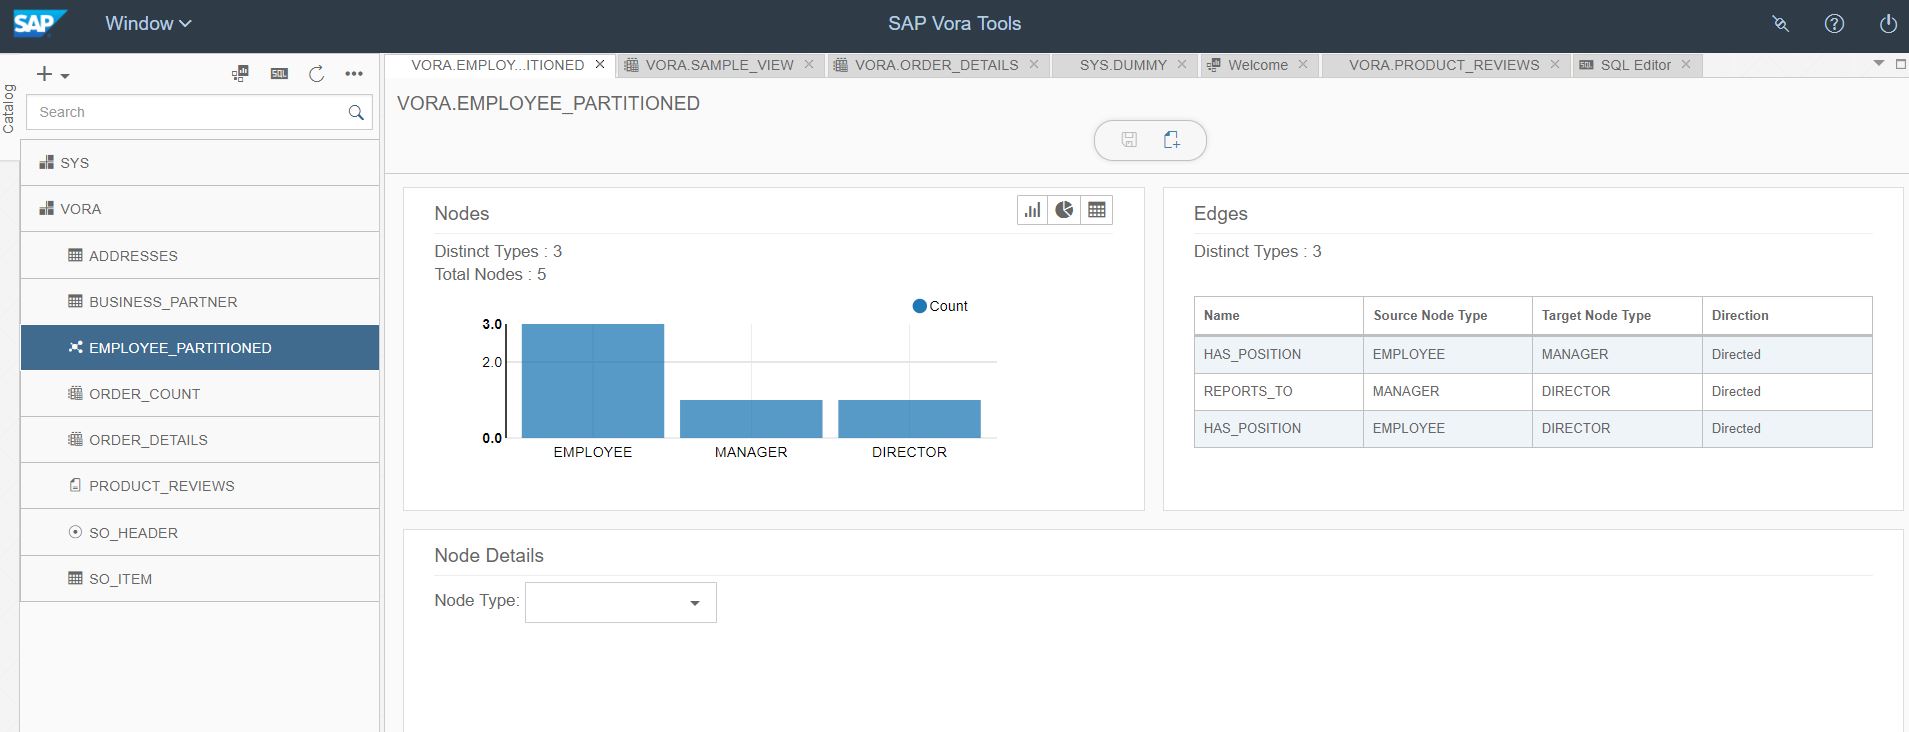 SAP Window SAP Vora Tools
Catalog
SQL
Search
SYS
VORA
ADDRESSES
BUSINESS_PARTNER
EMPLOYEE_PARTITIONED
ORDER_COUNT
ORDER_DETAILS
PRODUCT_REVIEWS
SO_HEADER
SO_ITEM
VORA.EMPLOY...ITIONED VORA.SAMPLE_VIEW VORA.ORDER_DETAILS SYS.DUMMY Welcome VORA.PRODUCT_REVIEWS SQL SQL Editor
VORA.EMPLOYEE_PARTITIONED
Nodes
Distinct Types : 3
Total Nodes : 5
Count
3.0
2.0
0.0
EMPLOYEE MANAGER DIRECTOR
Edges
Distinct Types : 3
Name Source Node Type Target Node Type Direction
HAS_POSITION EMPLOYEE MANAGER Directed
REPORTS_TO MANAGER DIRECTOR Directed
HAS_POSITION EMPLOYEE DIRECTOR Directed
Node Details
Node Type: